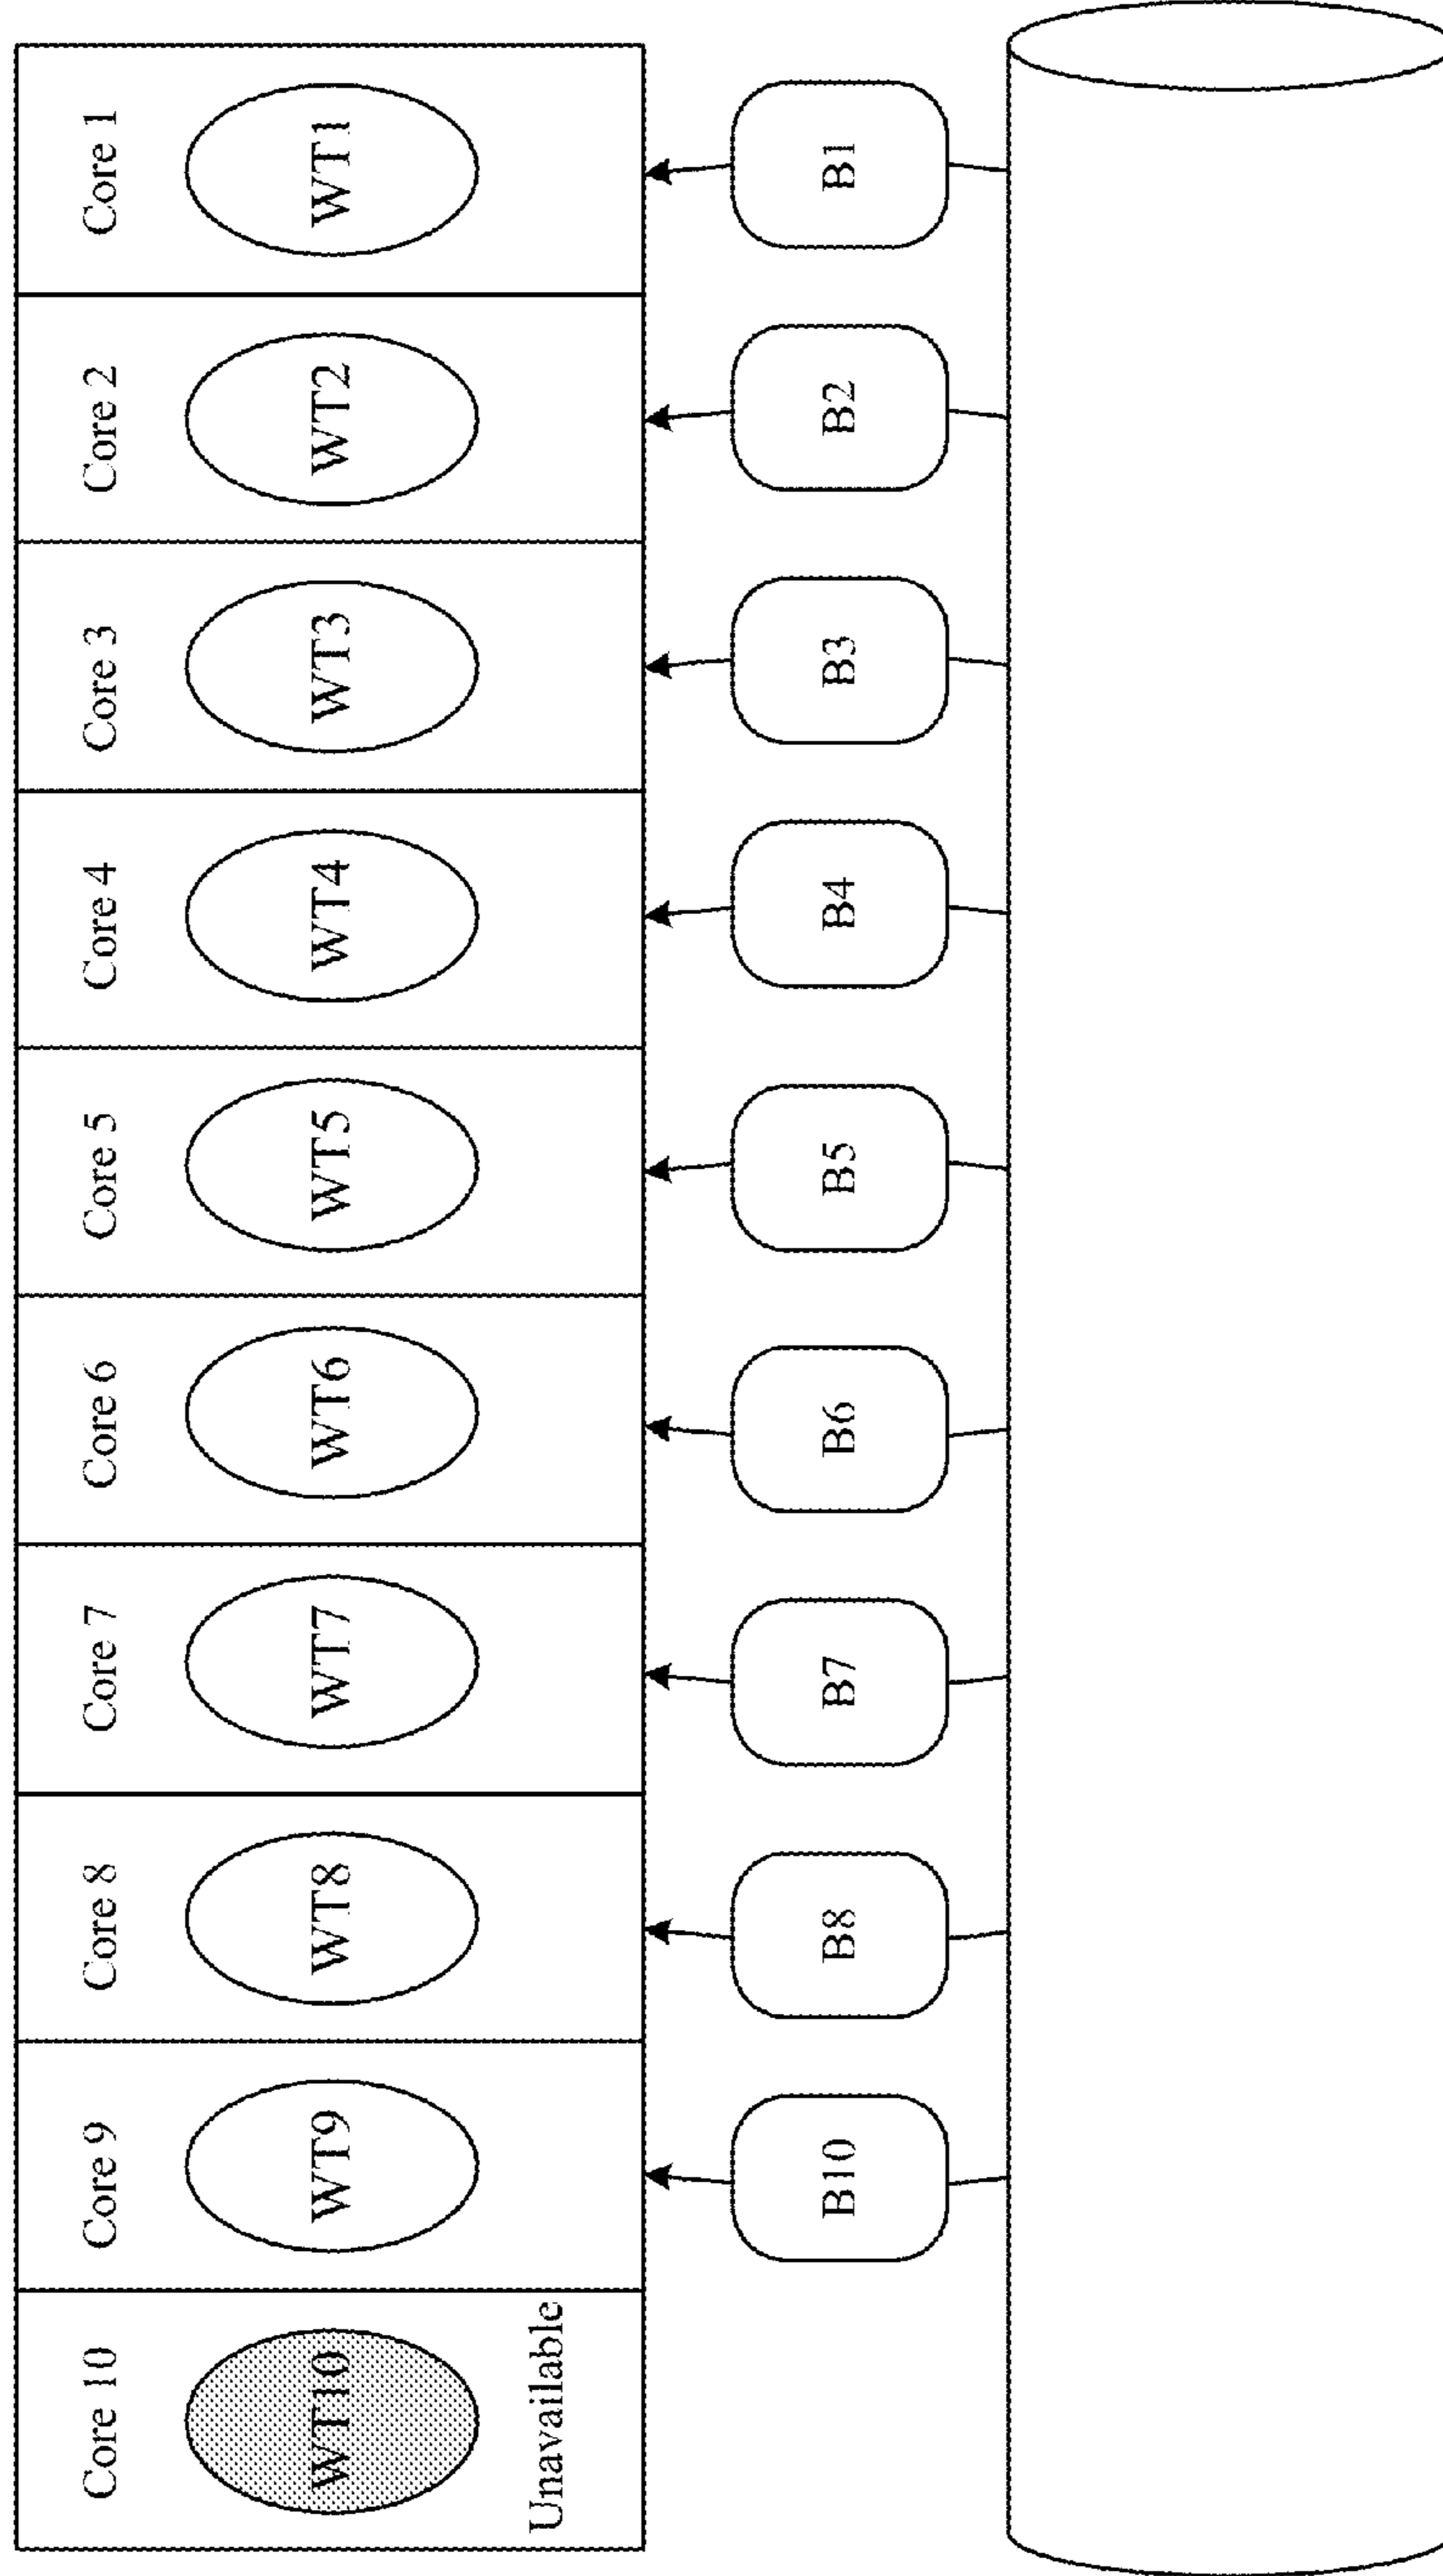 Core 10 Core 9 Core 8 Core 7 Core 6 Core 5 Core 4 Core 3 Core 2 Core 1
WT10 WT9 WT8 WT7 WT6 WT5 WT4 WT3 WT2 WT1
Unavailable
B10 B8 B7 B6 B5 B4 B3 B2 B1